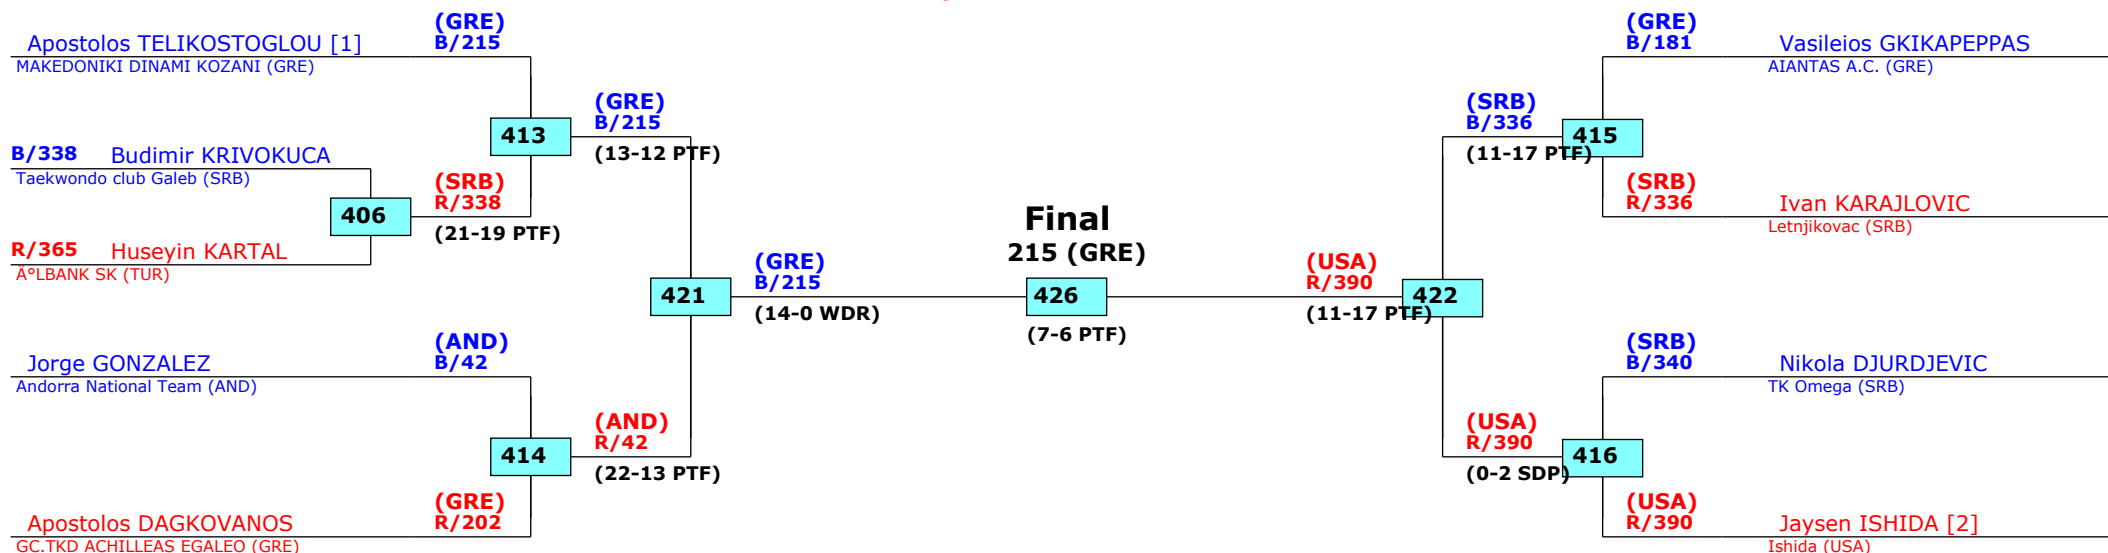 (GRE)
B/215
Apostolos TELIKOSTOGLOU [1]
MAKEDONIKI DINAMI KOZANI (GRE)
B/338 Budimir KRIVOKUCA
Taekwondo club Galeb (SRB)
406
R/365 Huseyin KARTAL
Ä°LBANK SK (TUR)
413
(SRB)
R/338
(21-19 PTF)
(GRE)
B/215
(13-12 PTF)
421
(AND)
B/42
Jorge GONZALEZ
Andorra National Team (AND)
414
(AND)
R/42
(22-13 PTF)
(GRE)
R/202
Apostolos DAGKOVANOS
GC.TKD ACHILLEAS EGALEO (GRE)
(GRE)
B/215
(14-0 WDR)
Final
215 (GRE)
426
(7-6 PTF)
(USA)
R/390
(11-17 PTF)
422
(SRB)
B/336
(11-17 PTF)
415
(GRE)
B/181
Vasileios GKIKAPEPPAS
AIANTAS A.C. (GRE)
(SRB)
R/336
Ivan KARAJLOVIC
Letnjikovac (SRB)
(SRB)
B/340
Nikola DJURDJEVIC
TK Omega (SRB)
(USA)
R/390
(0-2 SDP)
416
(USA)
R/390
Jaysen ISHIDA [2]
Ishida (USA)